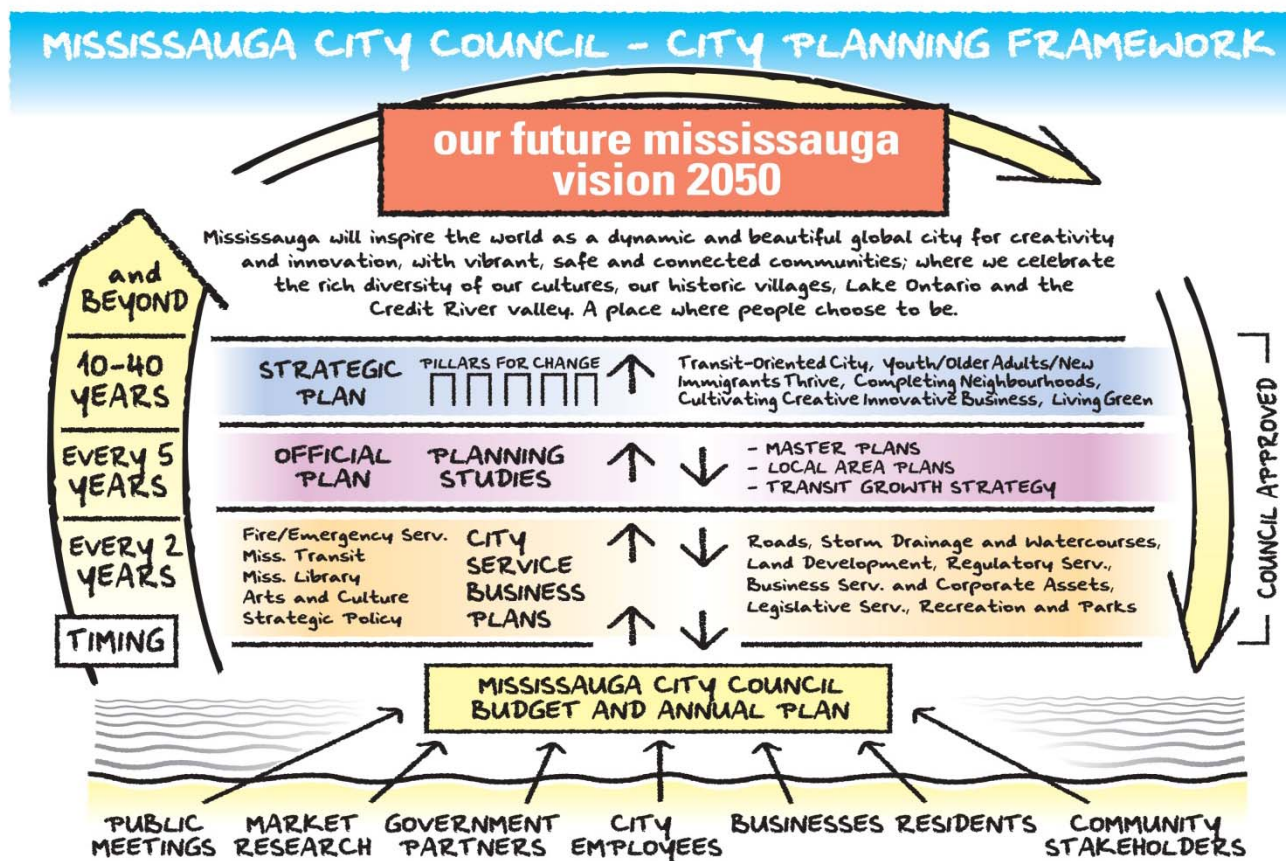 MISSISSAUGA CITY COUNCIL - CITY PLANNING FRAMEWORK
our future mississauga
vision 2050
Mississauga will inspire the world as a dynamic and beautiful global city for creativity
and innovation, with vibrant, safe and connected communities; where we celebrate
the rich diversity of our cultures, our historic villages, Lake Ontario and the
Credit River valley. A place where people choose to be.
and
BEYOND
10-40
YEARS
STRATEGIC
PLAN
PILLARS FOR CHANGE
Transit-Oriented City, Youth/Older Adults/New
Immigrants Thrive, Completing Neighbourhoods,
Cultivating Creative Innovative Business, Living Green
EVERY 5
YEARS
OFFICIAL
PLAN
PLANNING
STUDIES
- MASTER PLANS
- LOCAL AREA PLANS
- TRANSIT GROWTH STRATEGY
EVERY 2
YEARS
Fire/Emergency Serv.
Miss. Transit
Miss. Library
Arts and Culture
Strategic Policy
CITY
SERVICE
BUSINESS
PLANS
Roads, Storm Drainage and Watercourses,
Land Development, Regulatory Serv.,
Business Serv. and Corporate Assets,
Legislative Serv., Recreation and Parks
TIMING
COUNCIL APPROVED
MISSISSAUGA CITY COUNCIL
BUDGET AND ANNUAL PLAN
PUBLIC
MEETINGS
MARKET
RESEARCH
GOVERNMENT
PARTNERS
CITY
EMPLOYEES
BUSINESSES
RESIDENTS
COMMUNITY
STAKEHOLDERS